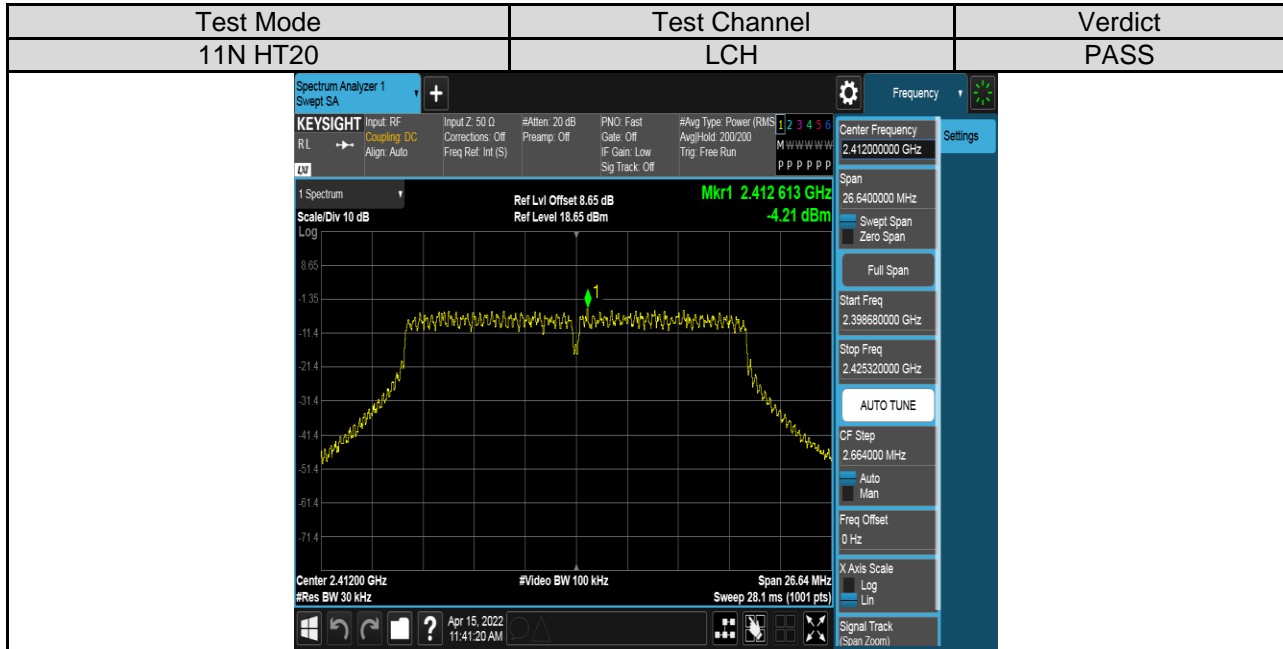 Test Mode Test Channel Verdict
11N HT20 LCH PASS
Spectrum Analyzer 1
Swept SA
+
Frequency
KEYSIGHT Input: RF Input Z: 50 Ω #Atten: 20 dB PNO: Fast #Avg Type: Power (RMS 1 2 3 4 5 6
RL Coupling: DC Corrections: Off Preamp: Off Gate: Off Avg|Hold: 200/200 M W W W W W
Align: Auto Freq Ref: Int (S) IF Gain: Low Trig: Free Run
LXI Sig Track: Off P P P P P P
1 Spectrum Ref Lvl Offset 8.65 dB Mkr1 2.412 613 GHz
Scale/Div 10 dB Ref Level 18.65 dBm -4.21 dBm
Log
8.65
-1.35
-11.4
-21.4
-31.4
-41.4
-51.4
-61.4
-71.4
1
Center 2.41200 GHz #Video BW 100 kHz Span 26.64 MHz
#Res BW 30 kHz Sweep 28.1 ms (1001 pts)
? Apr 15, 2022
11:41:20 AM
Center Frequency
2.412000000 GHz
Settings
Span
26.6400000 MHz
Swept Span
Zero Span
Full Span
Start Freq
2.398680000 GHz
Stop Freq
2.425320000 GHz
AUTO TUNE
CF Step
2.664000 MHz
Auto
Man
Freq Offset
0 Hz
X Axis Scale
Log
Lin
Signal Track
(Span Zoom)